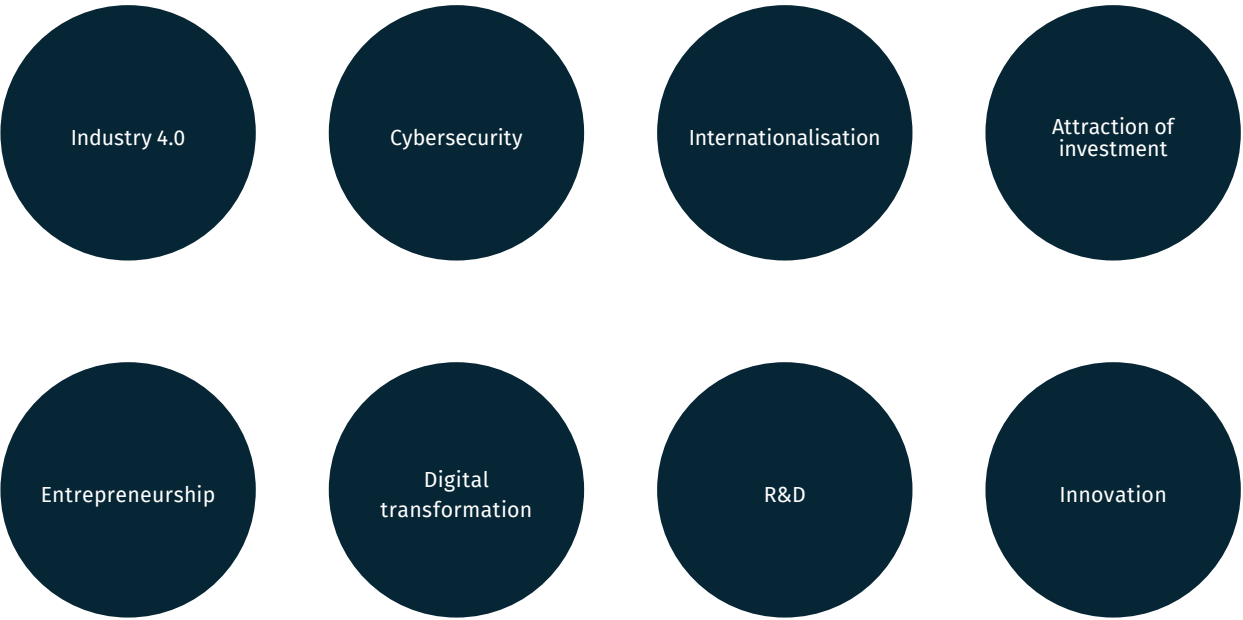 Industry 4.0
Cybersecurity
Internationalisation
Attraction of
investment
Entrepreneurship
Digital
transformation
R&D
Innovation